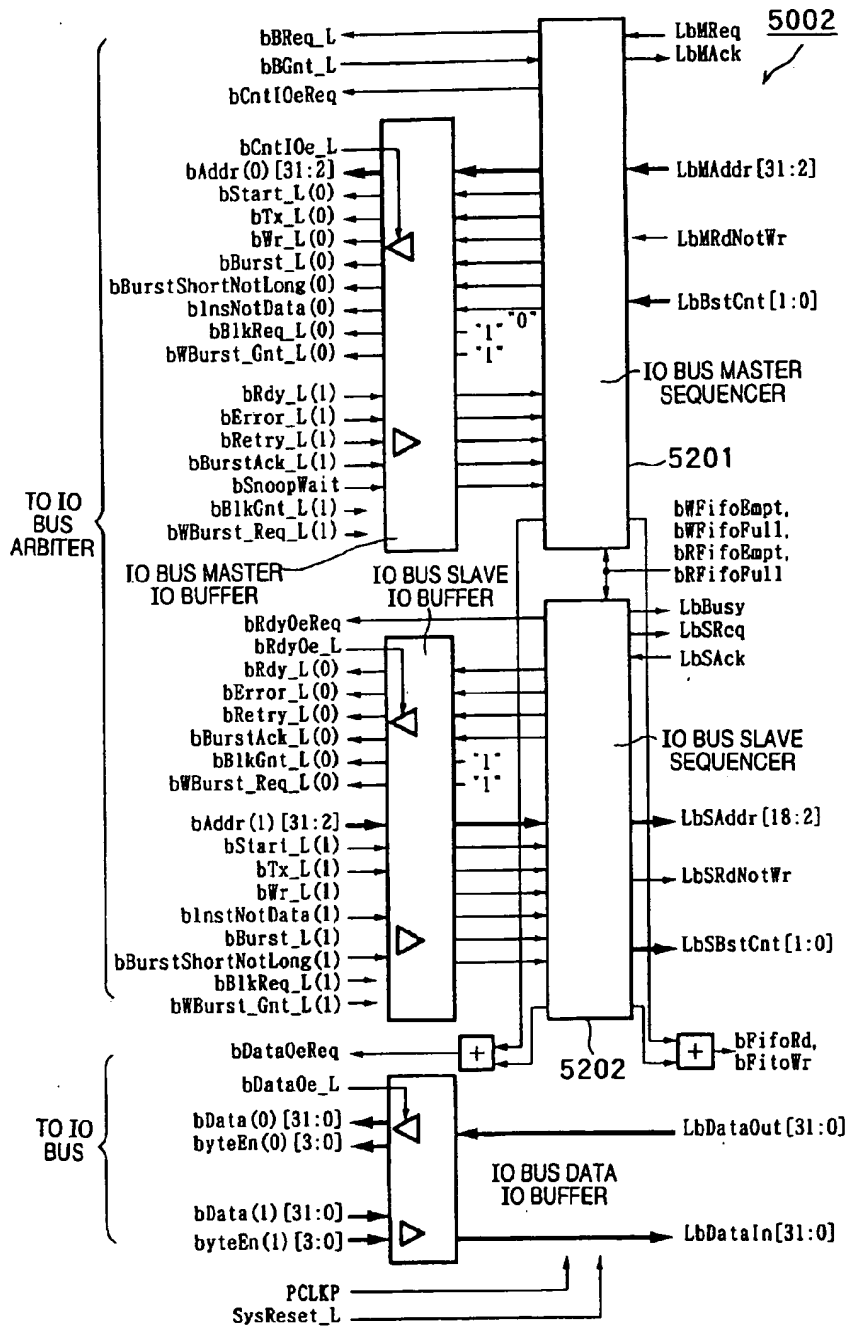 5002
bBReq_L
LbMReq
bBGnt_L
LbMAck
bCntIOeReq
bCntIOe_L
bAddr(0)[31:2]
LbMAddr[31:2]
bStart_L(0)
bTx_L(0)
bWr_L(0)
LbMRdNotWr
bBurst_L(0)
bBurstShortNotLong(0)
LbBstCnt[1:0]
bInsNotData(0)
"0"
bBlkReq_L(0)
"1"
bWBurst_Gnt_L(0)
"1"
IO BUS MASTER
SEQUENCER
bRdy_L(1)
bError_L(1)
bRetry_L(1)
5201
bBurstAck_L(1)
bSnoopWait
bBlkGnt_L(1)
bWBurst_Req_L(1)
TO IO
BUS
ARBITER
bWFifoEmpt,
bWFifoFull,
bRFifoEmpt,
bRFifoFull
IO BUS MASTER
IO BUFFER
IO BUS SLAVE
IO BUFFER
bRdyOeReq
LbBusy
bRdyOe_L
LbSRcq
bRdy_L(0)
LbSAck
bError_L(0)
bRetry_L(0)
bBurstAck_L(0)
IO BUS SLAVE
SEQUENCER
bBlkGnt_L(0)
"1"
bWBurst_Req_L(0)
"1"
bAddr(1)[31:2]
LbSAddr[18:2]
bStart_L(1)
bTx_L(1)
LbSRdNotWr
bWr_L(1)
bInstNotData(1)
bBurst_L(1)
LbSBstCnt[1:0]
bBurstShortNotLong(1)
bBlkReq_L(1)
bWBurst_Gnt_L(1)
bDataOeReq
+
5202
+
bFifoRd,
bFitoWr
bDataOe_L
TO IO
BUS
bData(0)[31:0]
LbDataOut[31:0]
byteEn(0)[3:0]
IO BUS DATA
IO BUFFER
bData(1)[31:0]
byteEn(1)[3:0]
LbDataIn[31:0]
PCLKP
SysReset_L